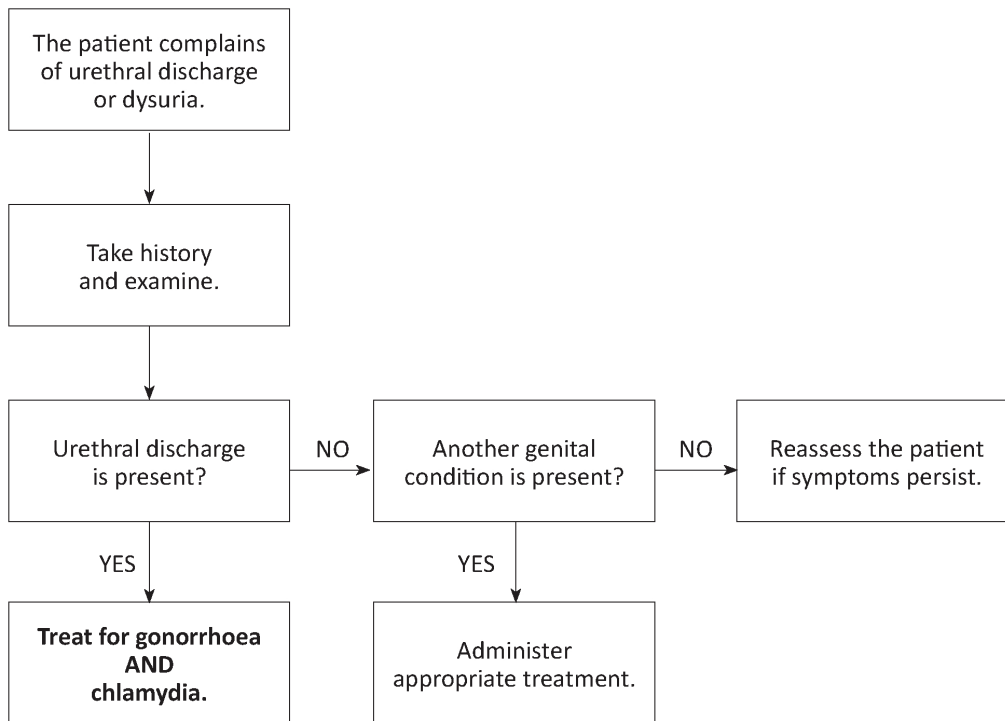 The patient complains
of urethral discharge
or dysuria.
Take history
and examine.
Urethral discharge
is present?
NO
Another genital
condition is present?
NO
Reassess the patient
if symptoms persist.
YES
YES
Treat for gonorrhoea
AND
chlamydia.
Administer
appropriate treatment.